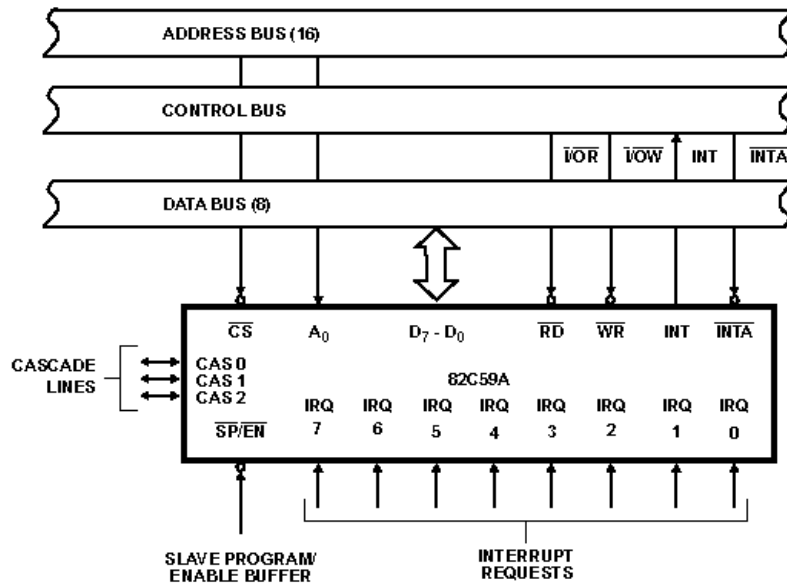 ADDRESS BUS (16)
CONTROL BUS
I/OR I/OW INT INTA
DATA BUS (8)
CS A0 D7 - D0 RD WR INT INTA
CASCADE
LINES
CAS 0
CAS 1
CAS 2
82C59A
IRQ IRQ IRQ IRQ IRQ IRQ IRQ IRQ
7 6 5 4 3 2 1 0
SP/EN
SLAVE PROGRAM/
ENABLE BUFFER
INTERRUPT
REQUESTS